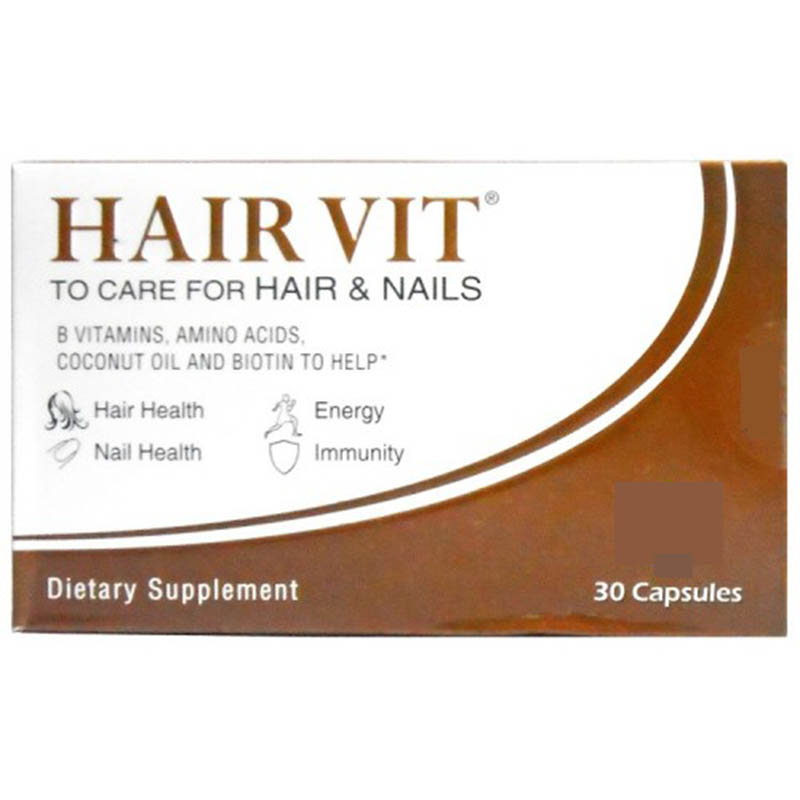 HAIR VIT®
TO CARE FOR HAIR & NAILS
B VITAMINS, AMINO ACIDS,
COCONUT OIL AND BIOTIN TO HELP*
Hair Health
Energy
Nail Health
Immunity
Dietary Supplement
30 Capsules